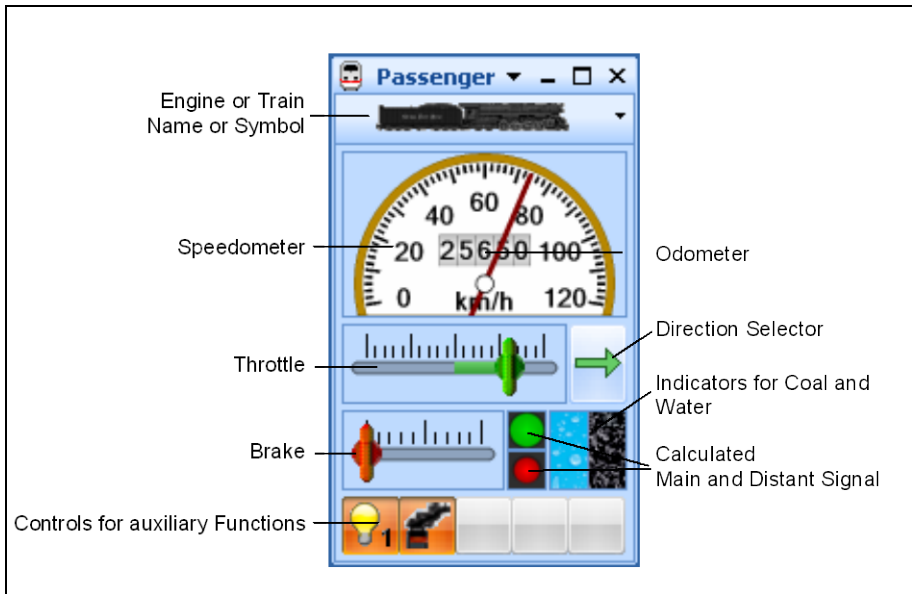 Passenger
Engine or Train
Name or Symbol
Speedometer
0
20
40
60
80
100
120
25650
km/h
Odometer
Throttle
Direction Selector
Indicators for Coal and
Water
Brake
Calculated
Main and Distant Signal
Controls for auxiliary Functions
1